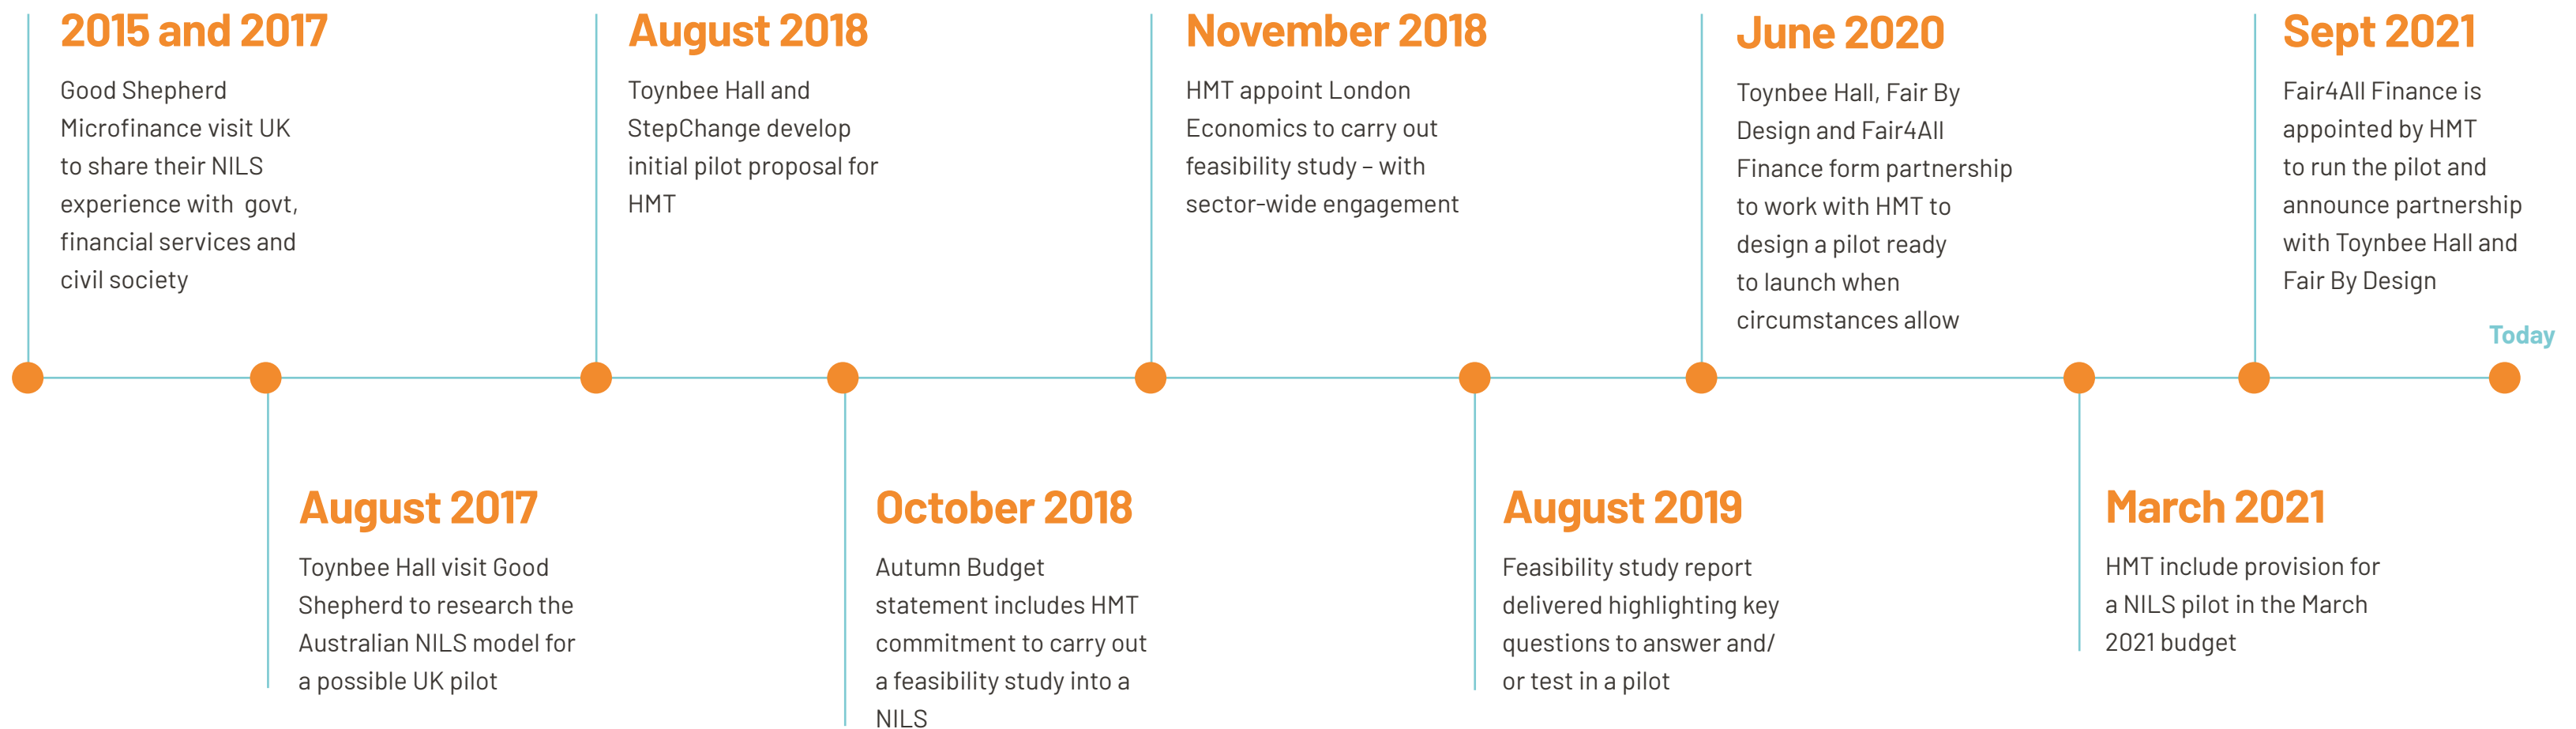 2015 and 2017
Good Shepherd
Microfinance visit UK
to share their NILS
experience with  govt,
financial services and
civil society
August 2018
Toynbee Hall and
StepChange develop
initial pilot proposal for
HMT
November 2018
HMT appoint London
Economics to carry out
feasibility study – with
sector-wide engagement
June 2020
Toynbee Hall, Fair By
Design and Fair4All
Finance form partnership
to work with HMT to
design a pilot ready
to launch when
circumstances allow
Sept 2021
Fair4All Finance is
appointed by HMT
to run the pilot and
announce partnership
with Toynbee Hall and
Fair By Design
Today
August 2017
Toynbee Hall visit Good
Shepherd to research the
Australian NILS model for
a possible UK pilot
October 2018
Autumn Budget
statement includes HMT
commitment to carry out
a feasibility study into a
NILS
August 2019
Feasibility study report
delivered highlighting key
questions to answer and/
or test in a pilot
March 2021
HMT include provision for
a NILS pilot in the March
2021 budget